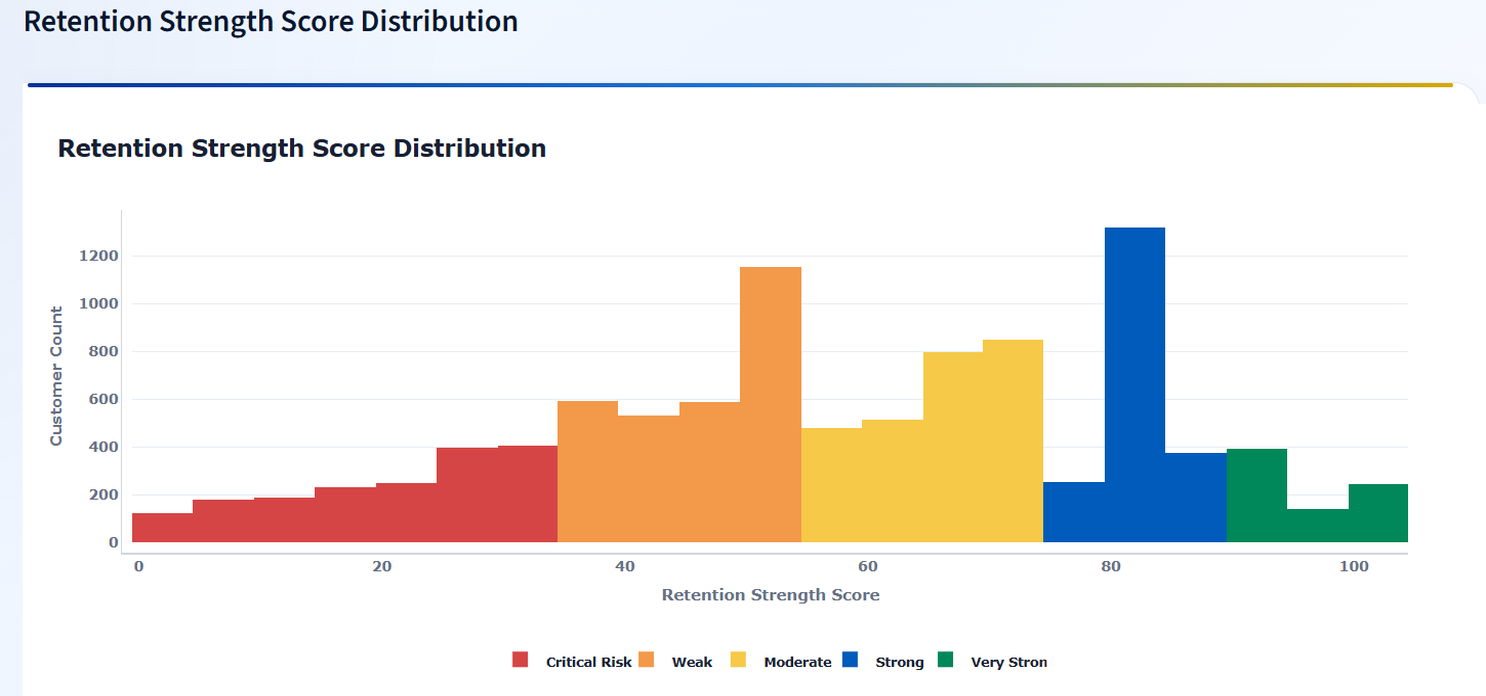 Retention Strength Score Distribution
Retention Strength Score Distribution
1200
1000
800
600
400
200
0
Customer Count
0 20 40 60 80 100
Retention Strength Score
Critical Risk Weak Moderate Strong Very Stron